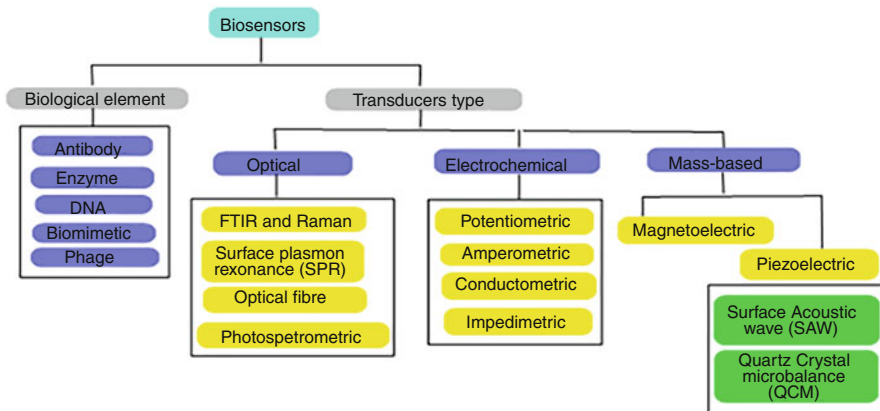 Biosensors
Biological element
Transducers type
Antibody
Enzyme
DNA
Biomimetic
Phage
Optical
Electrochemical
Mass-based
FTIR and Raman
Surface plasmon
rexonance (SPR)
Optical fibre
Photospetrometric
Potentiometric
Amperometric
Conductometric
Impedimetric
Magnetoelectric
Piezoelectric
Surface Acoustic
wave (SAW)
Quartz Crystal
microbalance
(QCM)